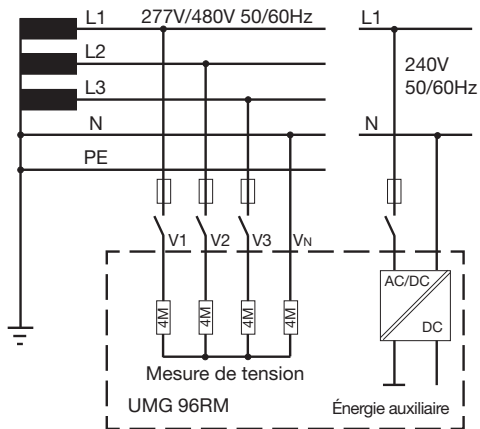 L1 277V/480V 50/60Hz
L2
L3
N
PE
L1
240V
50/60Hz
N
V1 V2 V3 VN
4M 4M 4M 4M
AC/DC
DC
Mesure de tension
UMG 96RM
Énergie auxiliaire